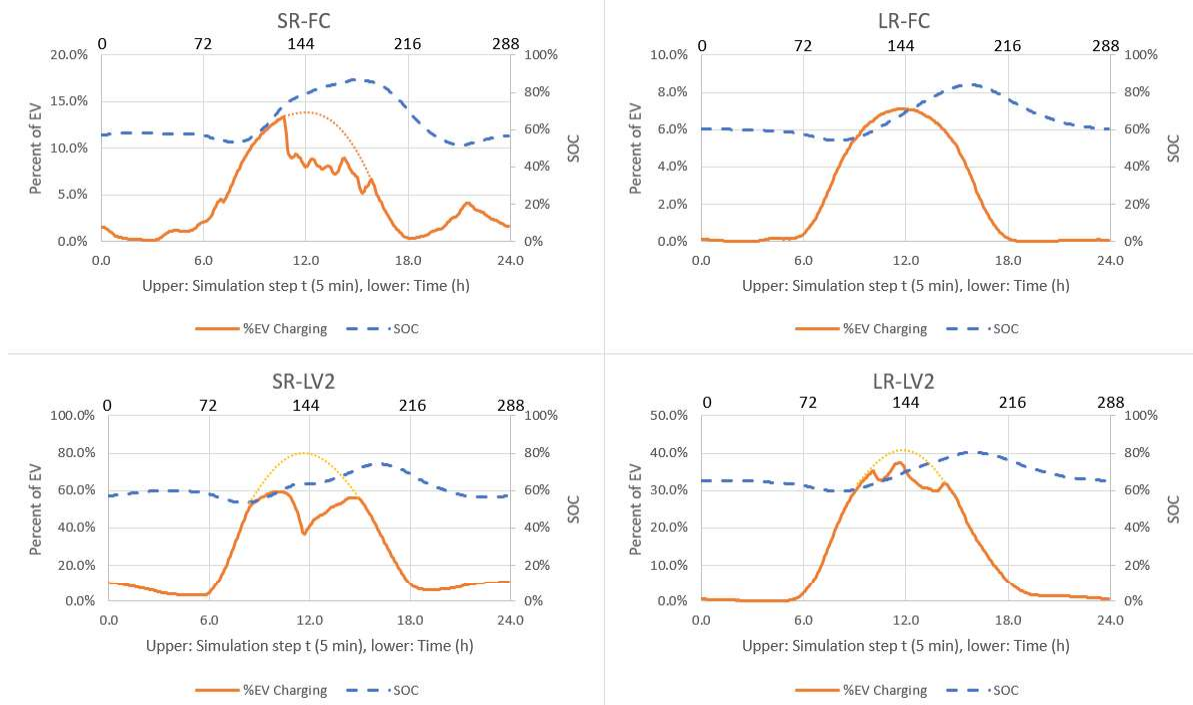 SR-FC
0 72 144 216 288
20.0% 100%
15.0% 80%
10.0% 60%
5.0% 40%
0.0% 20%
0%
Percent of EV
SOC
0.0 6.0 12.0 18.0 24.0
Upper: Simulation step t (5 min), lower: Time (h)
%EV Charging SOC
LR-FC
0 72 144 216 288
10.0% 100%
8.0% 80%
6.0% 60%
4.0% 40%
2.0% 20%
0.0% 0%
Percent of EV
SOC
0.0 6.0 12.0 18.0 24.0
Upper: Simulation step t (5 min), lower: Time (h)
%EV Charging SOC
SR-LV2
0 72 144 216 288
100.0% 100%
80.0% 80%
60.0% 60%
40.0% 40%
20.0% 20%
0.0% 0%
Percent of EV
SOC
0.0 6.0 12.0 18.0 24.0
Upper: Simulation step t (5 min), lower: Time (h)
%EV Charging SOC
LR-LV2
0 72 144 216 288
50.0% 100%
40.0% 80%
30.0% 60%
20.0% 40%
10.0% 20%
0.0% 0%
Percent of EV
SOC
0.0 6.0 12.0 18.0 24.0
Upper: Simulation step t (5 min), lower: Time (h)
%EV Charging SOC